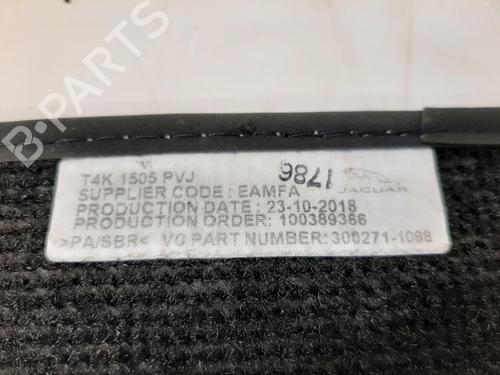 B-PARTS
T4K 1505 PVJ
1786
JAGUAR
SUPPLIER CODE : EAMFA
PRODUCTION DATE : 23-10-2018
PRODUCTION ORDER: 100389366
>PA/SBR< VC PART NUMBER:300271-1098